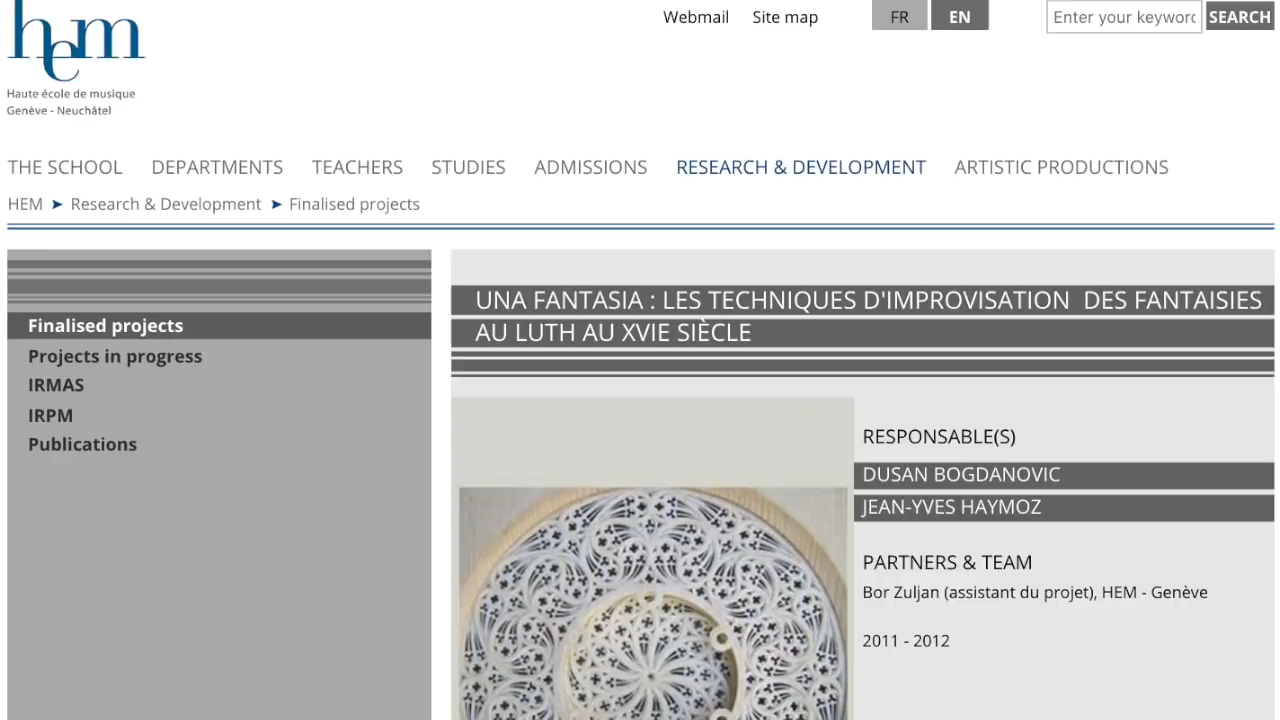 hem
Haute école de musique
Genève - Neuchâtel
Webmail Site map FR EN Enter your keyword SEARCH
THE SCHOOL DEPARTMENTS TEACHERS STUDIES ADMISSIONS RESEARCH & DEVELOPMENT ARTISTIC PRODUCTIONS
HEM ➤ Research & Development ➤ Finalised projects
Finalised projects
Projects in progress
IRMAS
IRPM
Publications
UNA FANTASIA : LES TECHNIQUES D'IMPROVISATION DES FANTAISIES
AU LUTH AU XVIE SIÈCLE
RESPONSABLE(S)
DUSAN BOGDANOVIC
JEAN-YVES HAYMOZ
PARTNERS & TEAM
Bor Zuljan (assistant du projet), HEM - Genève
2011 - 2012